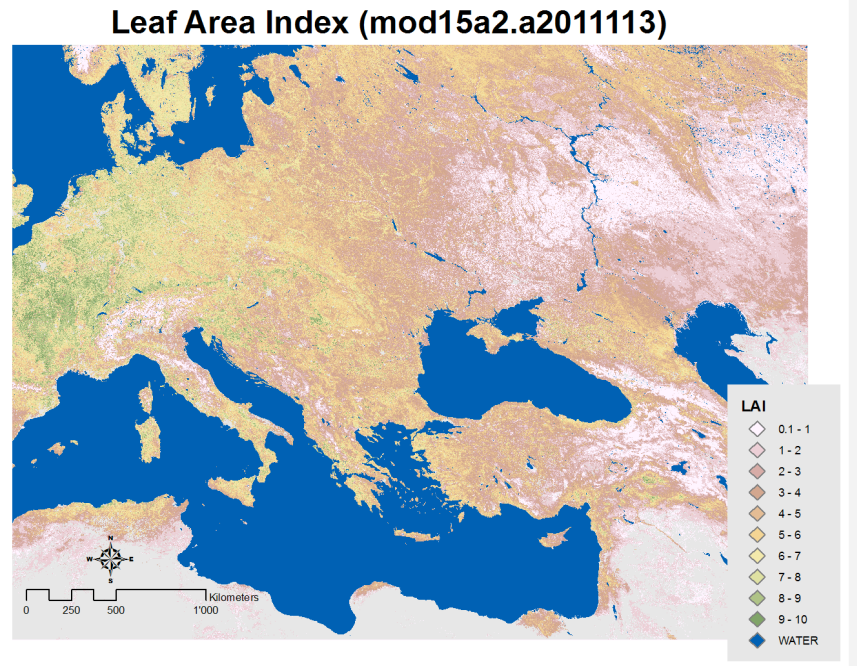 Leaf Area Index (mod15a2.a2011113)
LAI
0.1 - 1
1 - 2
2 - 3
3 - 4
4 - 5
5 - 6
6 - 7
7 - 8
8 - 9
9 - 10
WATER
N
W E
S
Kilometers
0 250 500 1'000